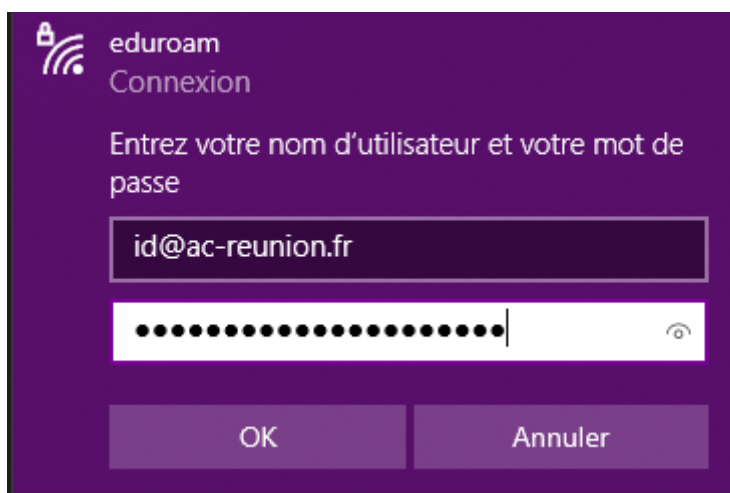 eduroam
Connexion
Entrez votre nom d'utilisateur et votre mot de
passe
id@ac-reunion.fr
●●●●●●●●●●●●●●●●●●●●●●
OK
Annuler